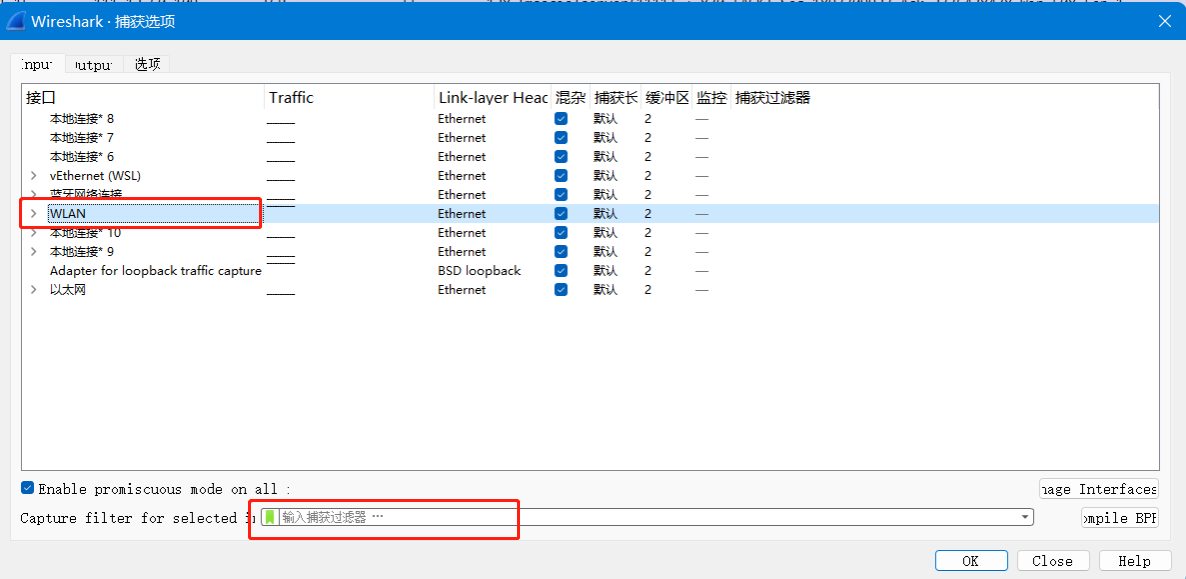 Wireshark · 捕获选项
Input Output 选项
接口 Traffic Link-layer Heac 混杂 捕获长 缓冲区 监控 捕获过滤器
本地连接* 8 Ethernet 默认 2 —
本地连接* 7 Ethernet 默认 2 —
本地连接* 6 Ethernet 默认 2 —
vEthernet (WSL) Ethernet 默认 2 —
蓝牙网络连接 Ethernet 默认 2 —
WLAN Ethernet 默认 2 —
本地连接* 10 Ethernet 默认 2 —
本地连接* 9 Ethernet 默认 2 —
Adapter for loopback traffic capture BSD loopback 默认 2 —
以太网 Ethernet 默认 2 —
Enable promiscuous mode on all : nage Interfaces
Capture filter for selected i 输入捕获过滤器 … ompile BPF
OK Close Help